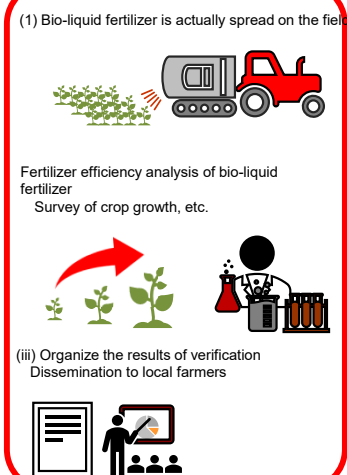 (1) Bio-liquid fertilizer is actually spread on the field
Fertilizer efficiency analysis of bio-liquid
fertilizer
Survey of crop growth, etc.
(iii) Organize the results of verification
Dissemination to local farmers